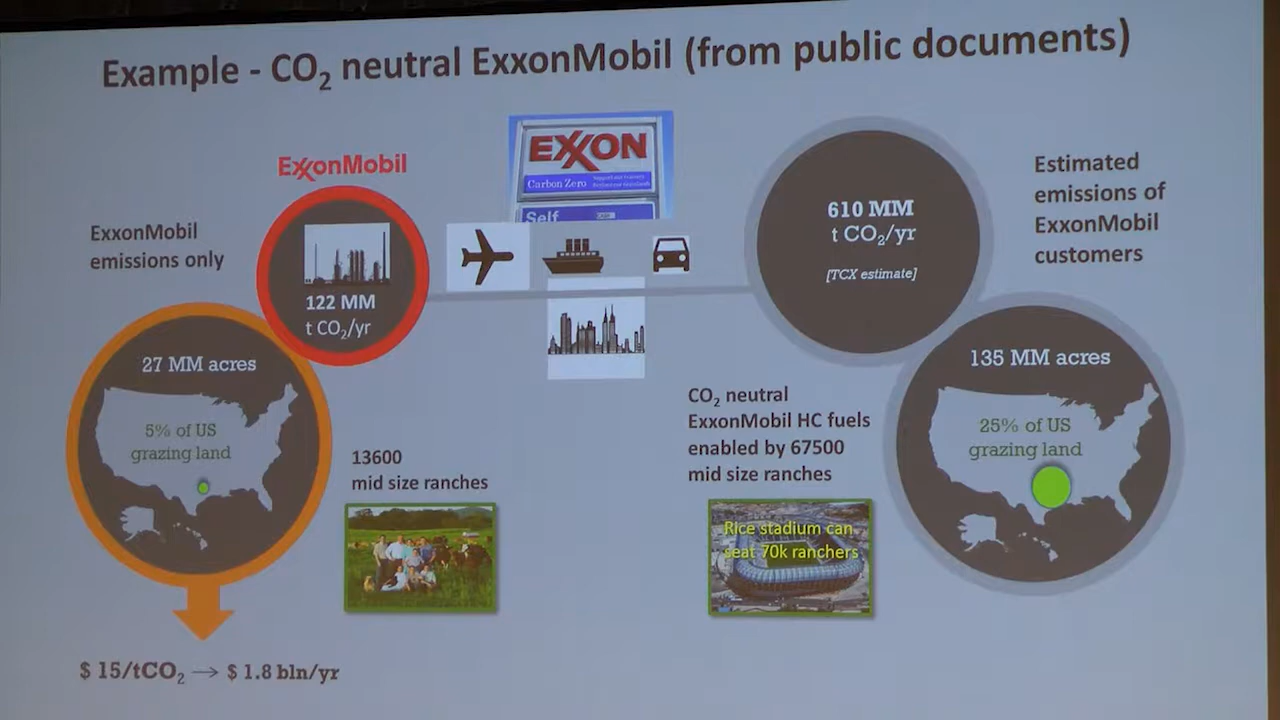 Example - CO₂ neutral ExxonMobil (from public documents)
ExxonMobil
EXXON
Carbon Zero
Self
ExxonMobil
emissions only
122 MM
t CO₂/yr
610 MM
t CO₂/yr
[TCX estimate]
Estimated
emissions of
ExxonMobil
customers
27 MM acres
5% of US
grazing land
13600
mid size ranches
CO₂ neutral
ExxonMobil HC fuels
enabled by 67500
mid size ranches
Rice stadium can
seat 70k ranchers
135 MM acres
25% of US
grazing land
$ 15/tCO₂ → $ 1.8 bln/yr